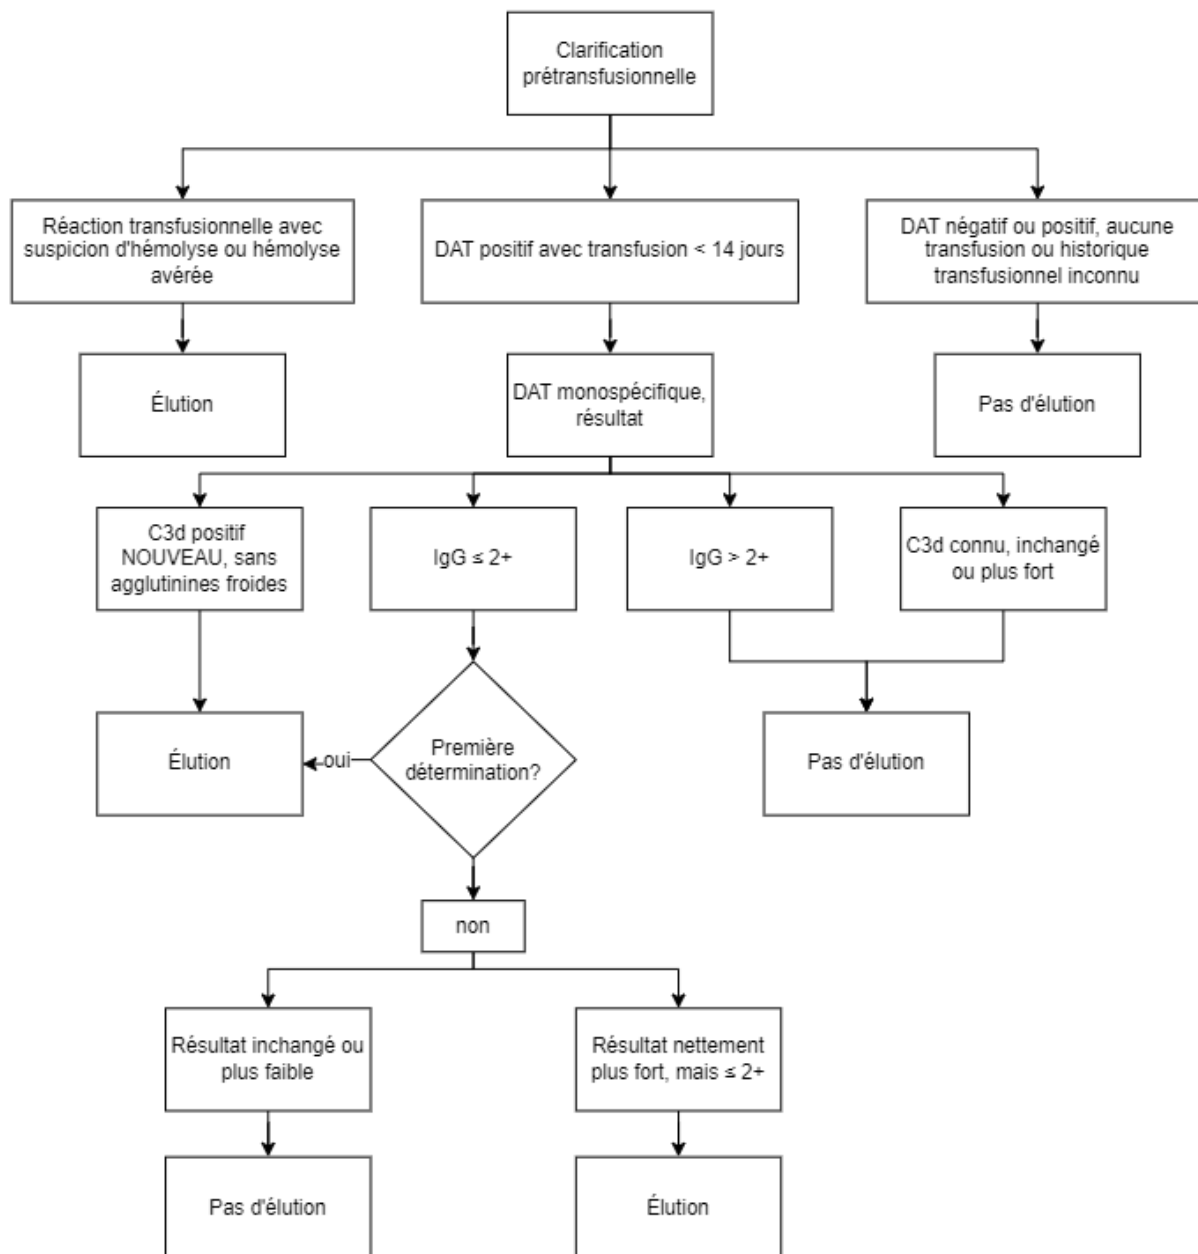 Clarification
prétransfusionnelle
Réaction transfusionnelle avec
suspicion d'hémolyse ou hémolyse
avérée
DAT positif avec transfusion < 14 jours
DAT négatif ou positif, aucune
transfusion ou historique
transfusionnel inconnu
Élution
DAT monospécifique,
résultat
Pas d'élution
C3d positif
NOUVEAU, sans
agglutinines froides
IgG ≤ 2+
IgG > 2+
C3d connu, inchangé
ou plus fort
Élution
oui
Première
détermination?
Pas d'élution
non
Résultat inchangé ou
plus faible
Résultat nettement
plus fort, mais ≤ 2+
Pas d'élution
Élution